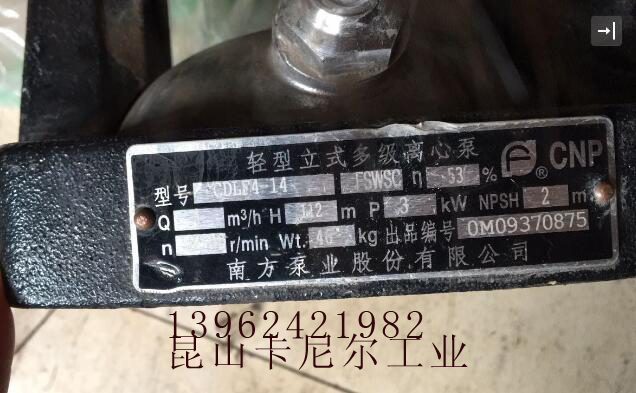 轻型立式多级离心泵 CNP
型号 CDLF4-14 FSWSC η 53 %
Q m³/h H 112 m P 3 kW NPSH 2 m
n r/min Wt. 46 kg 出品编号 0M09370875
南方泵业股份有限公司
13962421982
昆山卡尼尔工业